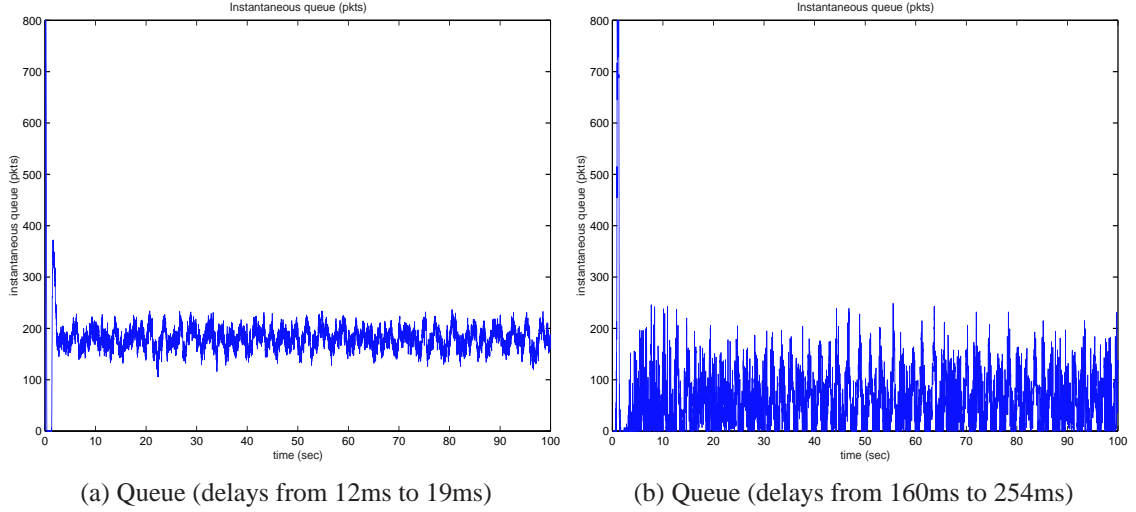 Instantaneous queue (pkts)
800
700
600
500
400
300
200
100
0
instantaneous queue (pkts)
0 10 20 30 40 50 60 70 80 90 100
time (sec)
(a) Queue (delays from 12ms to 19ms)
Instantaneous queue (pkts)
800
700
600
500
400
300
200
100
0
instantaneous queue (pkts)
0 10 20 30 40 50 60 70 80 90 100
time (sec)
(b) Queue (delays from 160ms to 254ms)